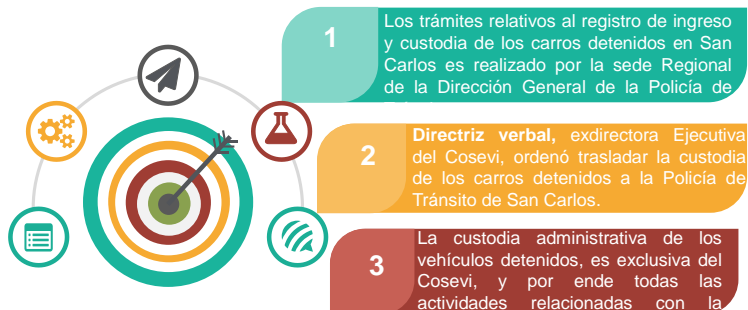 1
Los trámites relativos al registro de ingreso
y custodia de los carros detenidos en San
Carlos es realizado por la sede Regional
de la Dirección General de la Policía de
2
Directriz verbal, exdirectora Ejecutiva
del Cosevi, ordenó trasladar la custodia
de los carros detenidos a la Policía de
Tránsito de San Carlos.
3
La custodia administrativa de los
vehículos detenidos, es exclusiva del
Cosevi, y por ende todas las
actividades relacionadas con la